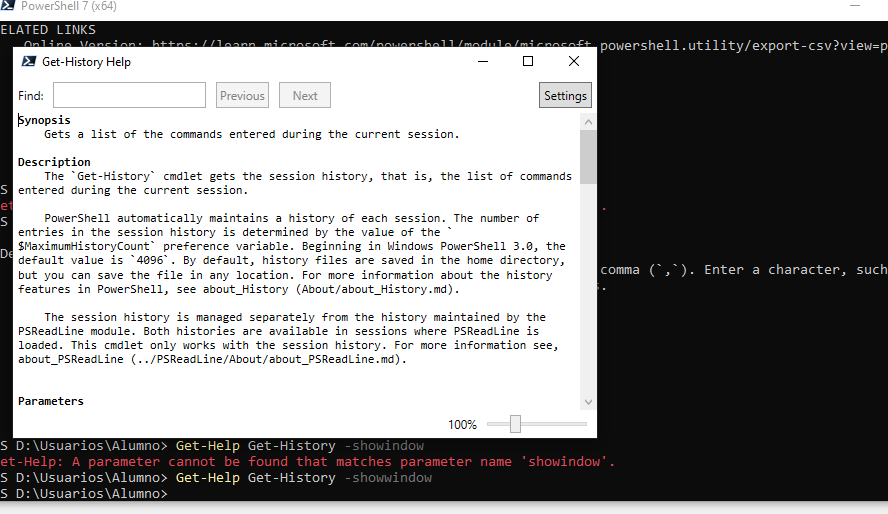 PowerShell 7 (x64)
ELATED LINKS
Online Version: https://learn.microsoft.com/powershell/module/microsoft.powershell.utility/export-csv?view=p
Get-History Help
Find:
Previous
Next
Settings
Synopsis
Gets a list of the commands entered during the current session.
Description
The `Get-History` cmdlet gets the session history, that is, the list of commands
entered during the current session.
PowerShell automatically maintains a history of each session. The number of
entries in the session history is determined by the value of the `
$MaximumHistoryCount` preference variable. Beginning in Windows PowerShell 3.0, the
default value is `4096`. By default, history files are saved in the home directory,
but you can save the file in any location. For more information about the history
features in PowerShell, see about_History (About/about_History.md).
The session history is managed separately from the history maintained by the
PSReadLine module. Both histories are available in sessions where PSReadLine is
loaded. This cmdlet only works with the session history. For more information see,
about_PSReadLine (../PSReadLine/About/about_PSReadLine.md).
Parameters
100%
S
et
.
S
De
comma (`,`). Enter a character, such
s.
S D:\Usuarios\Alumno> Get-Help Get-History -showindow
et-Help: A parameter cannot be found that matches parameter name 'showindow'.
S D:\Usuarios\Alumno> Get-Help Get-History -showwindow
S D:\Usuarios\Alumno>